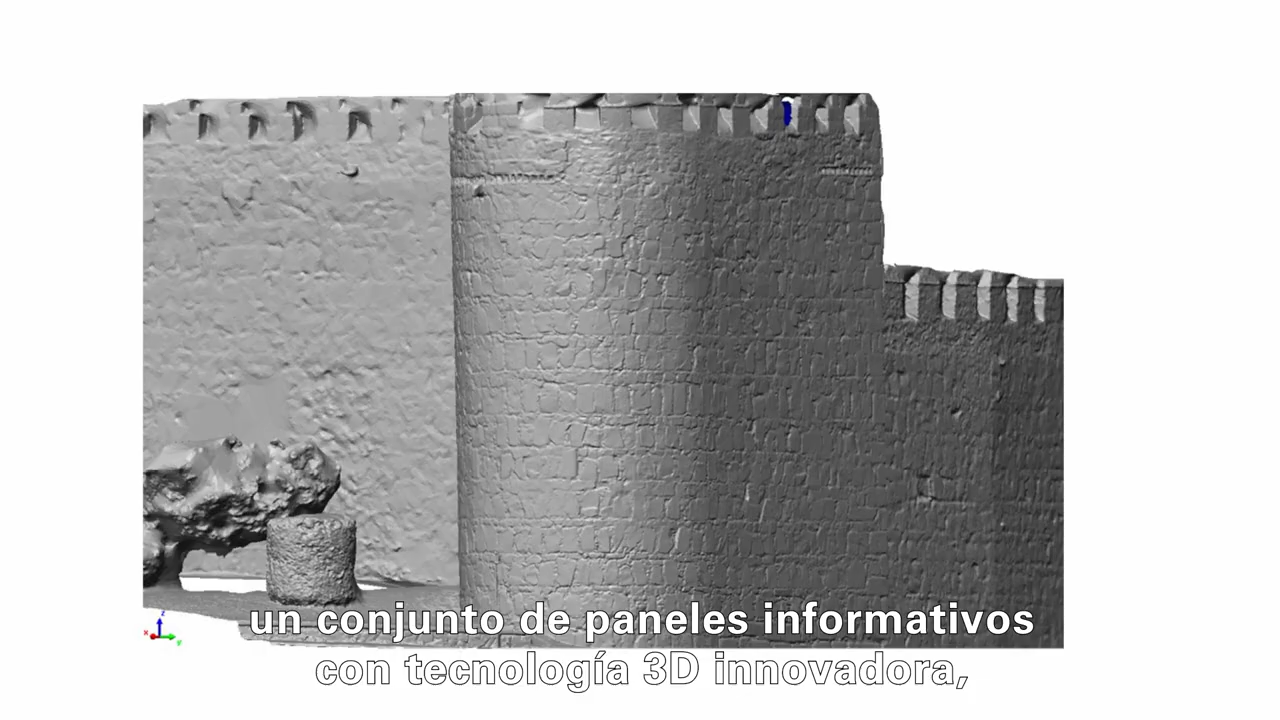 un conjunto de paneles informativos
con tecnología 3D innovadora,